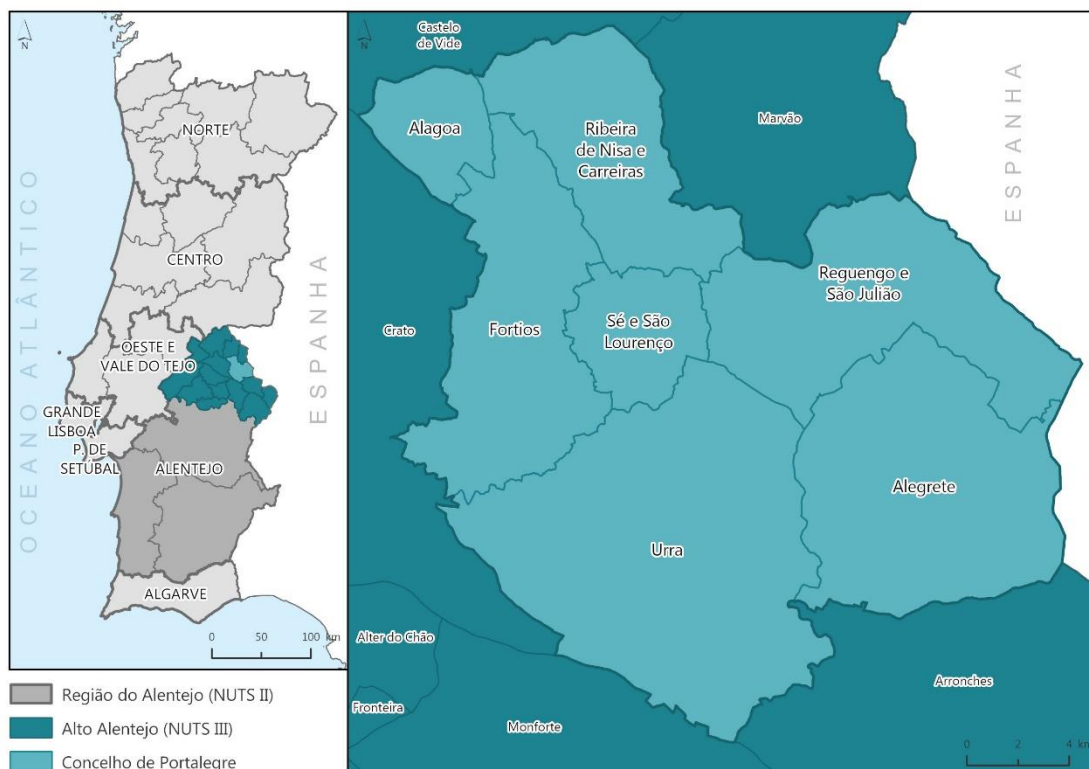 N
OCEANO ATLÂNTICO
ESPANHA
NORTE
CENTRO
OESTE E
VALE DO TEJO
GRANDE
LISBOA
P. DE
SETÚBAL
ALENTEJO
ALGARVE
0 50 100 km
Região do Alentejo (NUTS II)
Alto Alentejo (NUTS III)
Concelho de Portalegre
N
Castelo
de Vide
Alagoa
Ribeira
de Nisa e
Carreiras
Marvão
ESPANHA
Reguengo e
São Julião
Crato
Fortios
Sé e São
Lourenço
Alegrete
Urra
Alter do Chão
Fronteira
Monforte
Arronches
0 2 4 km